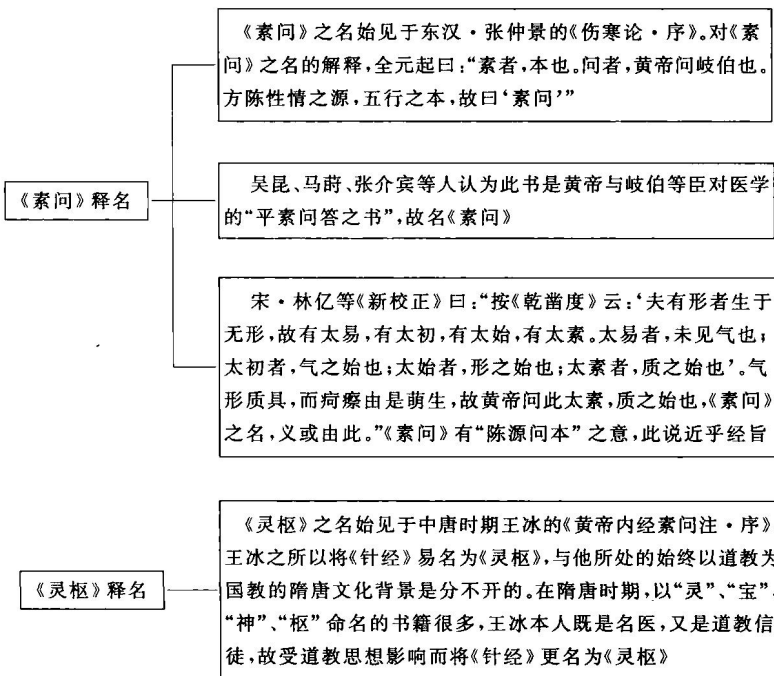 《素问》之名始见于东汉·张仲景的《伤寒论·序》。对《素
问》之名的解释,全元起曰:“素者,本也。问者,黄帝问岐伯也。
方陈性情之源,五行之本,故曰‘素问’”
《素问》释名
吴昆、马莳、张介宾等人认为此书是黄帝与岐伯等臣对医学
的“平素问答之书”,故名《素问》
宋·林亿等《新校正》曰:“按《乾凿度》云:‘夫有形者生于
无形,故有太易,有太初,有太始,有太素。太易者,未见气也;
太初者,气之始也;太始者,形之始也;太素者,质之始也’。气
形质具,而疴瘵由是萌生,故黄帝问此太素,质之始也,《素问》
之名,义或由此。”《素问》有“陈源问本”之意,此说近乎经旨
《灵枢》之名始见于中唐时期王冰的《黄帝内经素问注·序》
王冰之所以将《针经》易名为《灵枢》,与他所处的始终以道教为
《灵枢》释名
国教的隋唐文化背景是分不开的。在隋唐时期,以“灵”、“宝”、
“神”、“枢”命名的书籍很多,王冰本人既是名医,又是道教信
徒,故受道教思想影响而将《针经》更名为《灵枢》